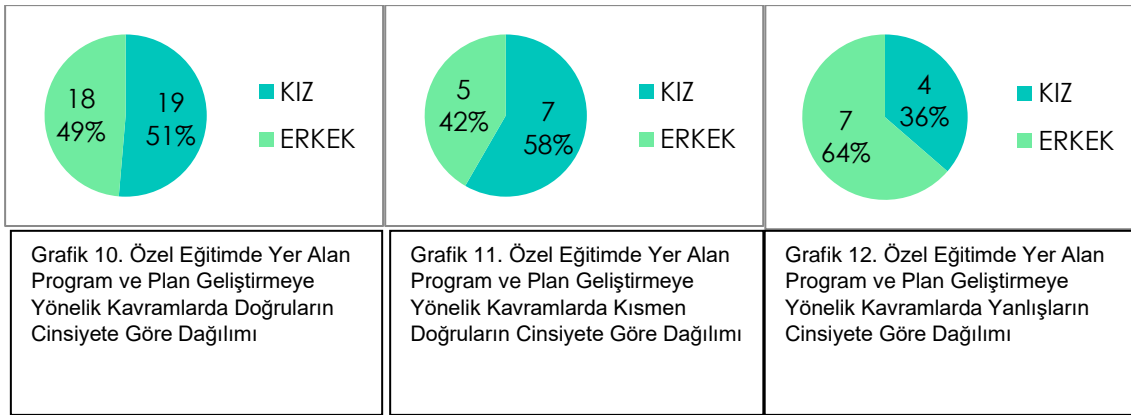 18
49%
19
51%
KIZ
ERKEK
5
42%
7
58%
KIZ
ERKEK
7
64%
4
36%
KIZ
ERKEK
Grafik 10. Özel Eğitimde Yer Alan
Program ve Plan Geliştirmeye
Yönelik Kavramlarda Doğruların
Cinsiyete Göre Dağılımı
Grafik 11. Özel Eğitimde Yer Alan
Program ve Plan Geliştirmeye
Yönelik Kavramlarda Kısmen
Doğruların Cinsiyete Göre Dağılımı
Grafik 12. Özel Eğitimde Yer Alan
Program ve Plan Geliştirmeye
Yönelik Kavramlarda Yanlışların
Cinsiyete Göre Dağılımı